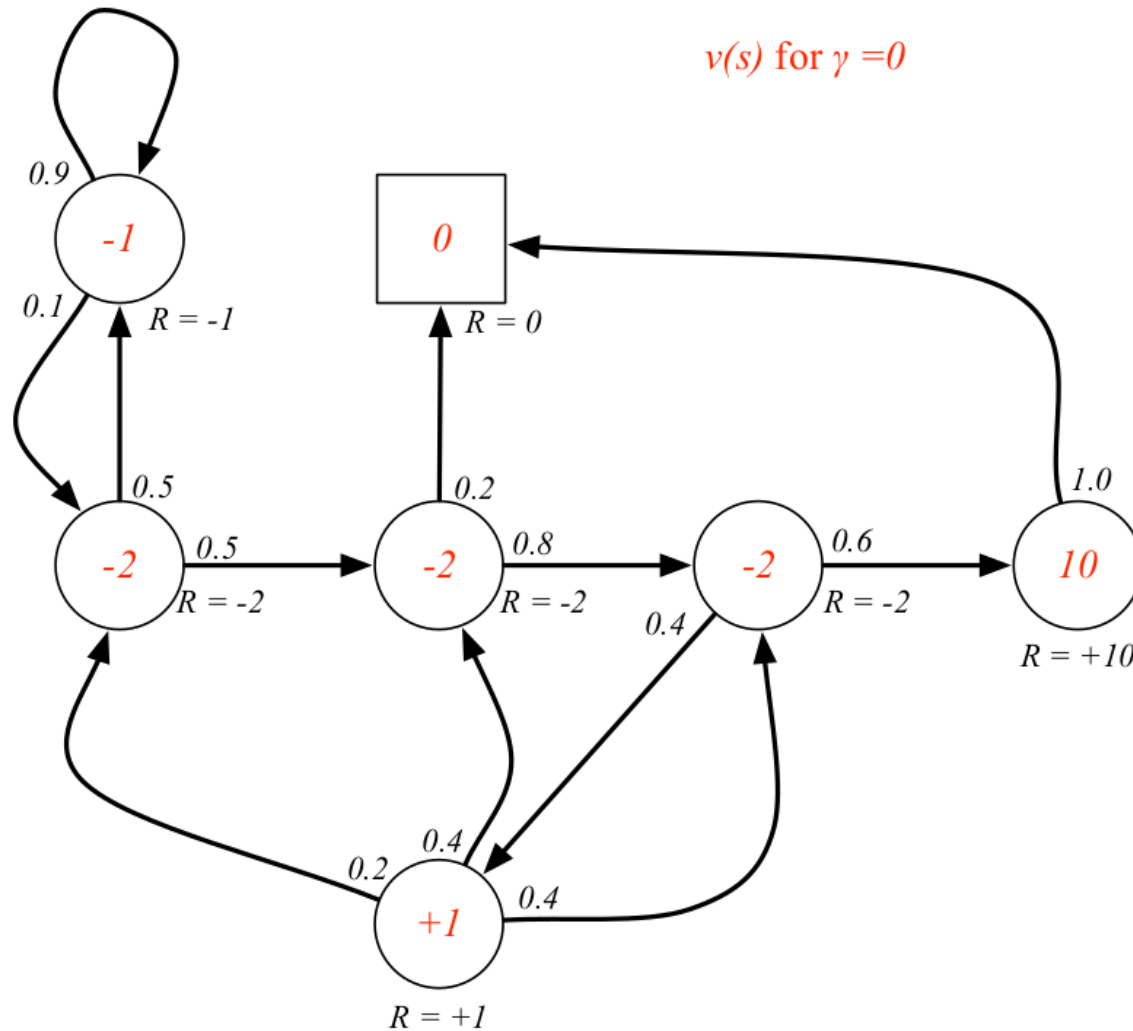 v(s) for γ =0
0.9
-1
0
0.1
R = -1
R = 0
0.5
0.2
1.0
-2
0.5
-2
0.8
-2
0.6
10
R = -2
R = -2
R = -2
0.4
R = +10
0.4
0.2
0.4
+1
R = +1